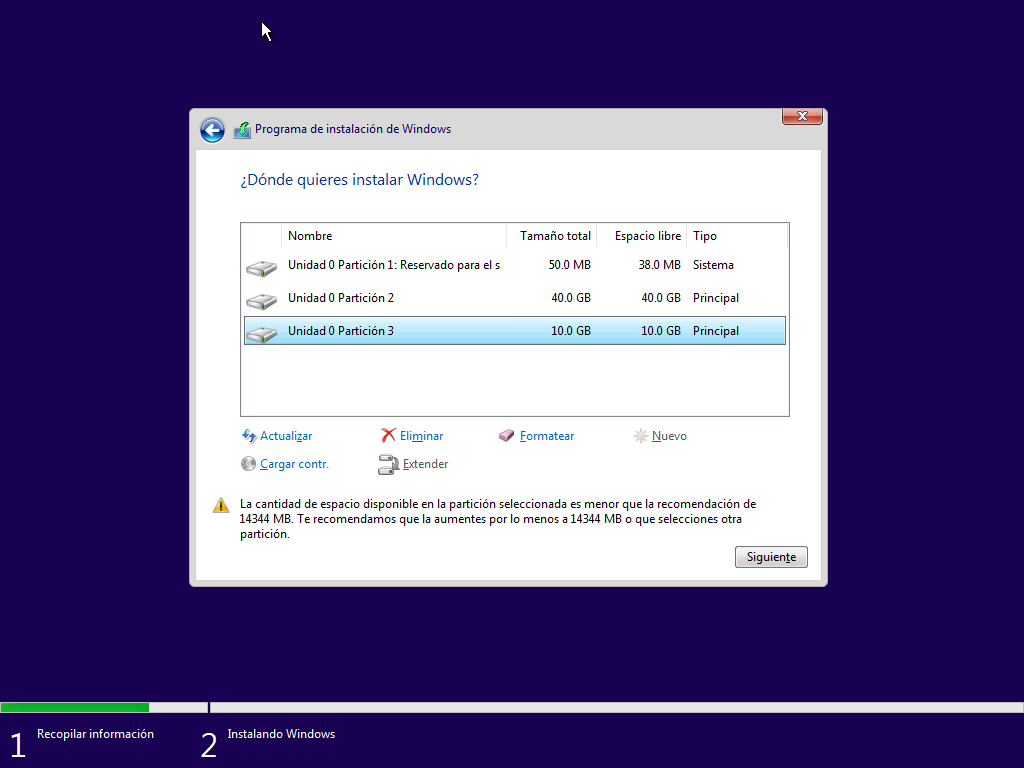 Programa de instalación de Windows
¿Dónde quieres instalar Windows?
Nombre Tamaño total Espacio libre Tipo
Unidad 0 Partición 1: Reservado para el s 50.0 MB 38.0 MB Sistema
Unidad 0 Partición 2 40.0 GB 40.0 GB Principal
Unidad 0 Partición 3 10.0 GB 10.0 GB Principal
Actualizar Eliminar Formatear Nuevo
Cargar contr. Extender
La cantidad de espacio disponible en la partición seleccionada es menor que la recomendación de
14344 MB. Te recomendamos que la aumentes por lo menos a 14344 MB o que selecciones otra
partición.
Siguiente
1 Recopilar información 2 Instalando Windows